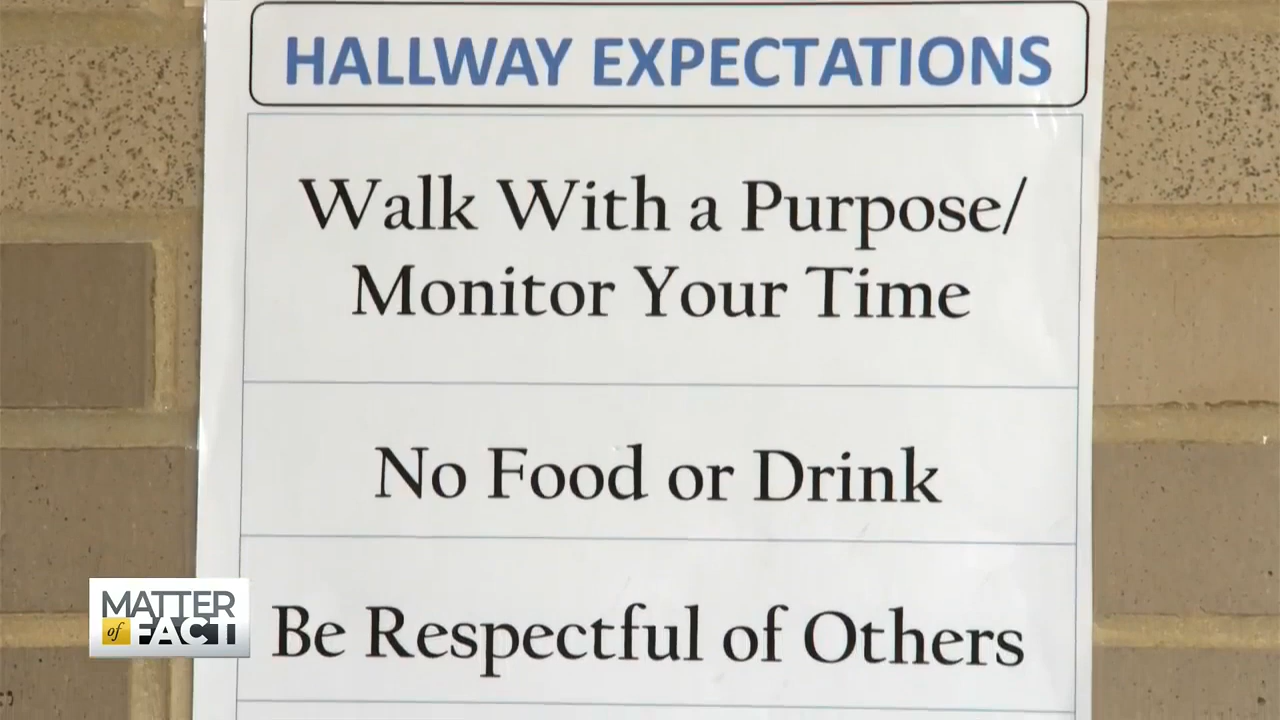 HALLWAY EXPECTATIONS
Walk With a Purpose/
Monitor Your Time
No Food or Drink
Be Respectful of Others
MATTER
of FACT